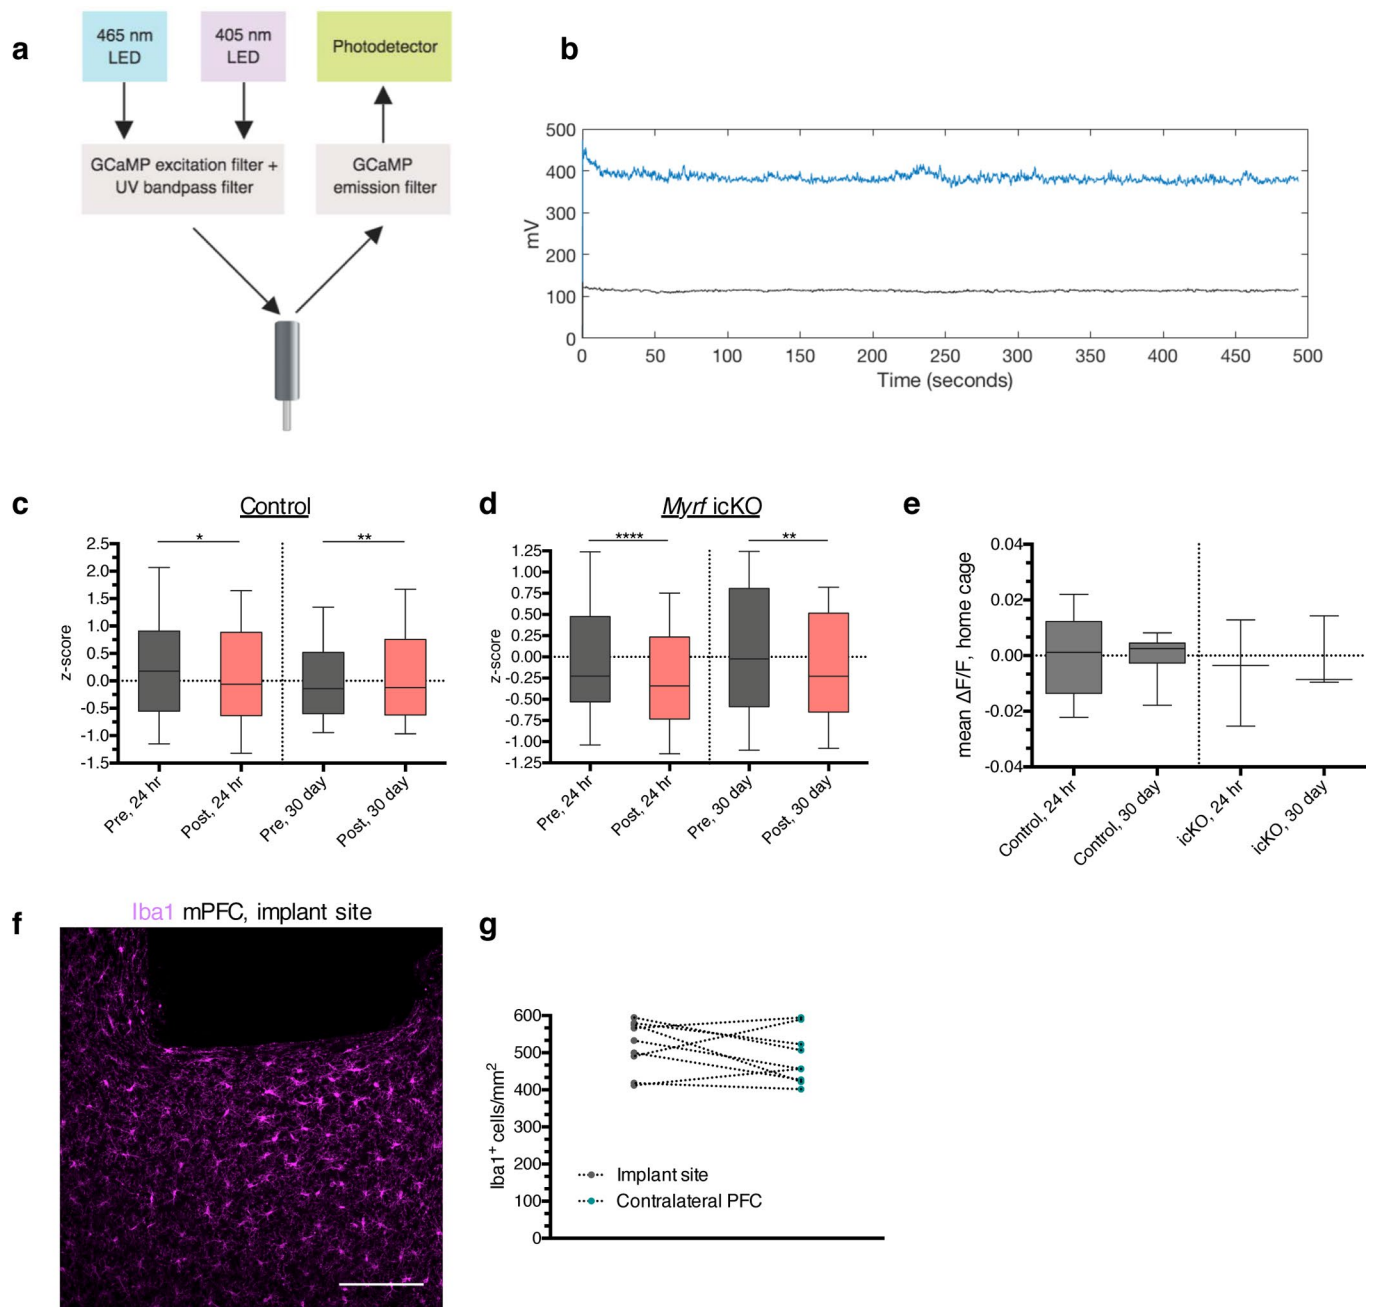 a
465 nm
LED
405 nm
LED
Photodetector
GCaMP excitation filter +
UV bandpass filter
GCaMP
emission filter
b
500
400
300
200
100
0
mV
0 50 100 150 200 250 300 350 400 450 500
Time (seconds)
c
Control
* **
2.5
2.0
1.5
1.0
0.5
0.0
-0.5
-1.0
-1.5
z-score
Pre, 24 hr
Post, 24 hr
Pre, 30 day
Post, 30 day
d
Myrf icKO
**** **
1.25
1.00
0.75
0.50
0.25
0.00
-0.25
-0.50
-0.75
-1.00
-1.25
z-score
Pre, 24 hr
Post, 24 hr
Pre, 30 day
Post, 30 day
e
0.04
0.02
0.00
-0.02
-0.04
mean ΔF/F, home cage
Control, 24 hr
Control, 30 day
icKO, 24 hr
icKO, 30 day
f
Iba1 mPFC, implant site
g
600
500
400
300
200
100
0
Iba1⁺ cells/mm²
Implant site
Contralateral PFC